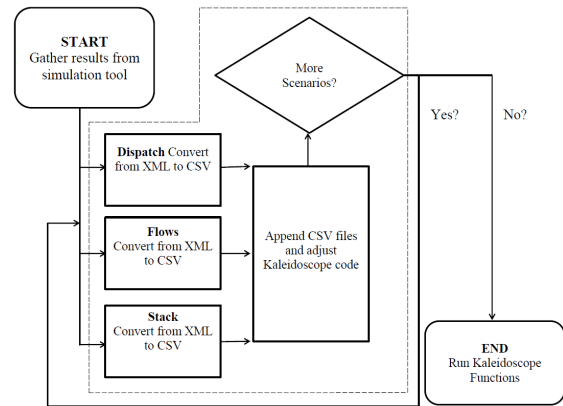 START
Gather results from
simulation tool
More
Scenarios?
Yes?
No?
Dispatch Convert
from XML to CSV
Flows
Convert from XML
to CSV
Append CSV files
and adjust
Kaleidoscope code
Stack
Convert from XML
to CSV
END
Run Kaleidoscope
Functions